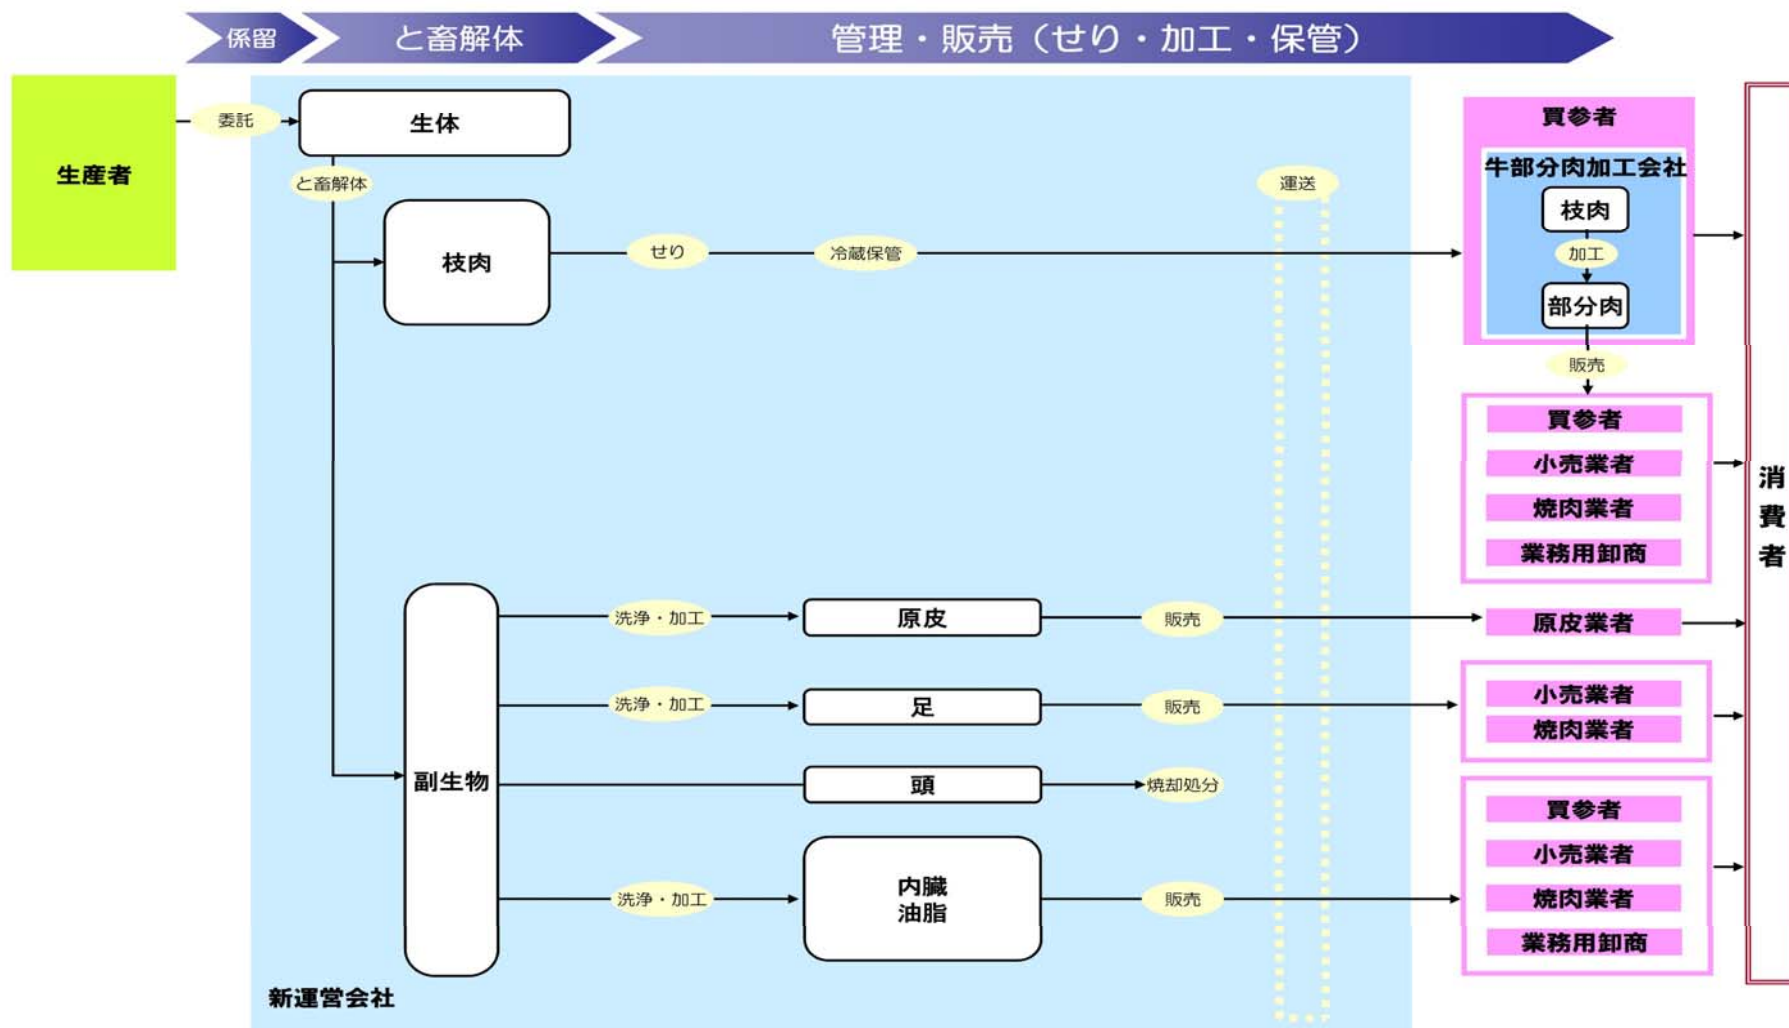 係留
と畜解体
管理・販売（せり・加工・保管）
生産者
委託
生体
と畜解体
枝肉
せり
冷蔵保管
運送
買参者
牛部分肉加工会社
枝肉
加工
部分肉
販売
買参者
小売業者
焼肉業者
業務用卸商
消費者
副生物
洗浄・加工
原皮
販売
原皮業者
洗浄・加工
足
販売
小売業者
焼肉業者
頭
焼却処分
洗浄・加工
内臓
油脂
販売
買参者
小売業者
焼肉業者
業務用卸商
新運営会社